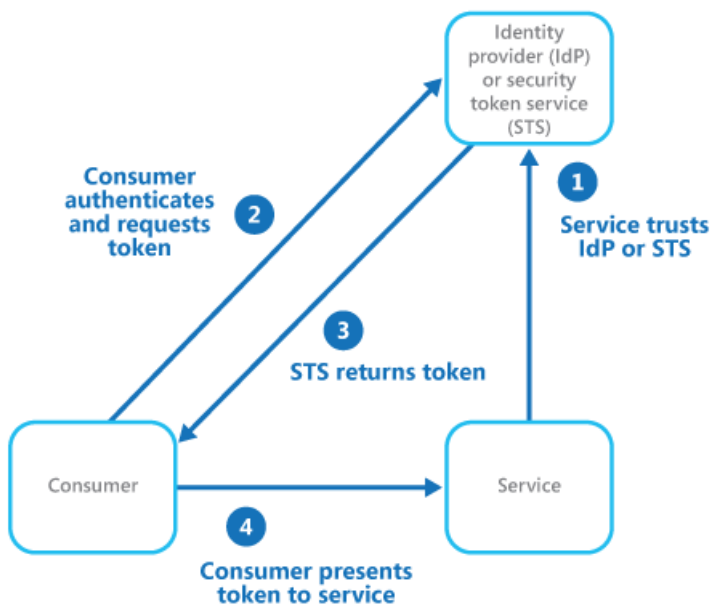 Identity
provider (IdP)
or security
token service
(STS)
1
Service trusts
IdP or STS
Consumer
authenticates
and requests
token
2
3
STS returns token
Consumer
Service
4
Consumer presents
token to service